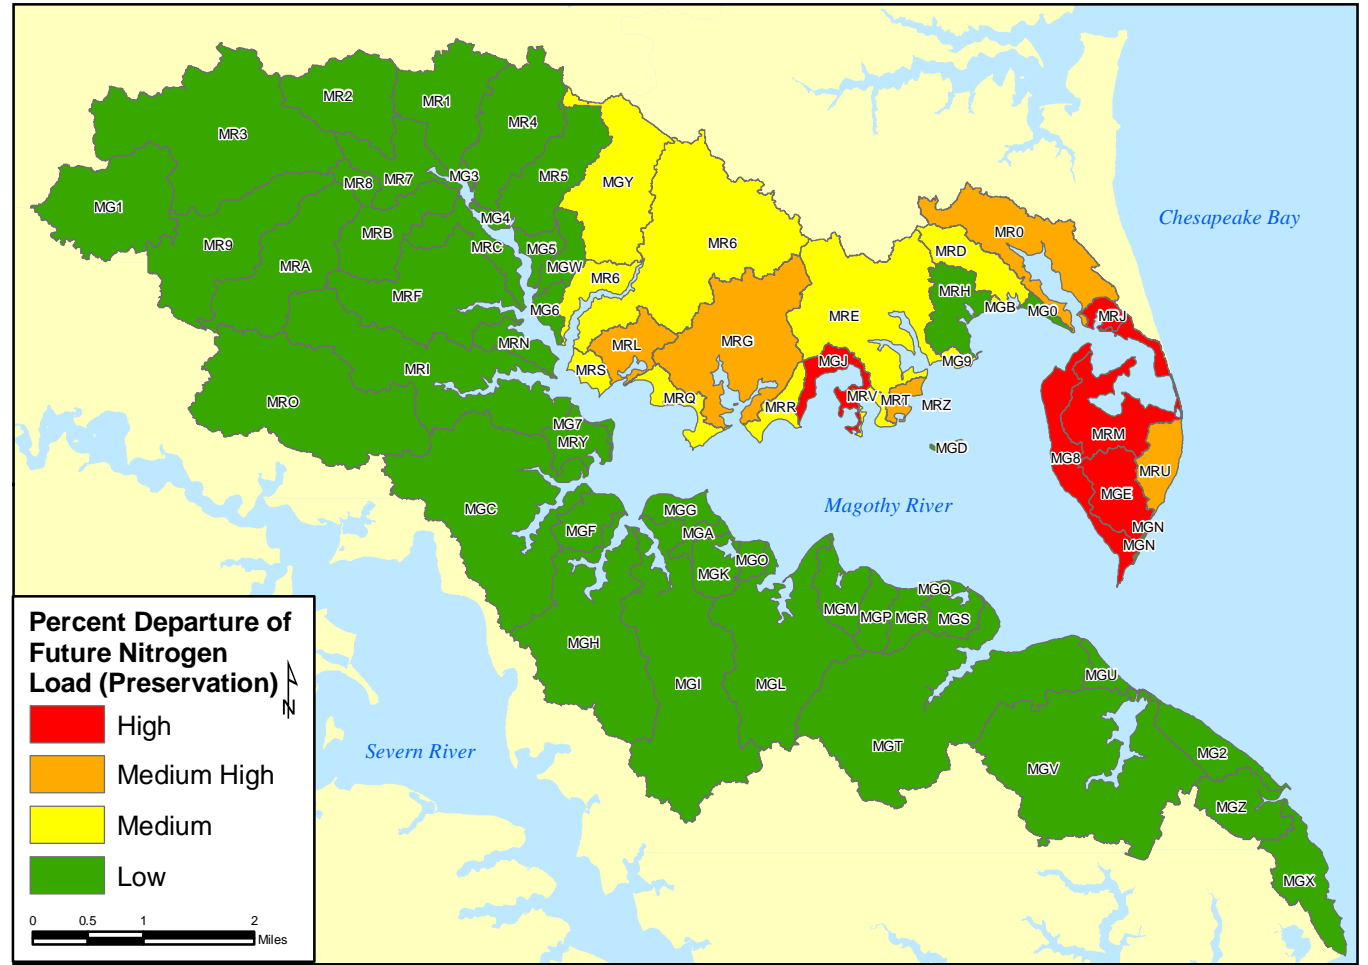 MR2
MR1
MR4
MR3
MG3
MR5
MR8
MR7
MGY
MG1
Chesapeake Bay
MG4
MRB
MR0
MR9
MRC
MG5
MR6
MRD
MRA
MGW
MR6
MRH
MRF
MGB
MG6
MG0
MRE
MRJ
MRN
MRL
MRG
MGJ
MG9
MRI
MRS
MRO
MRQ
MRV
MRT
MRZ
MRR
MG7
MRM
MRY
MGD
MG8
MRU
MGC
Magothy River
MGE
MGG
MGF
MGA
MGN
MGN
MGO
MGK
MGQ
MGM
MGP
MGR
MGS
MGH
MGU
MGI
MGL
MGT
MG2
Severn River
MGV
MGZ
MGX
Percent Departure of
Future Nitrogen
Load (Preservation)
N
High
Medium High
Medium
Low
0 0.5 1 2
Miles